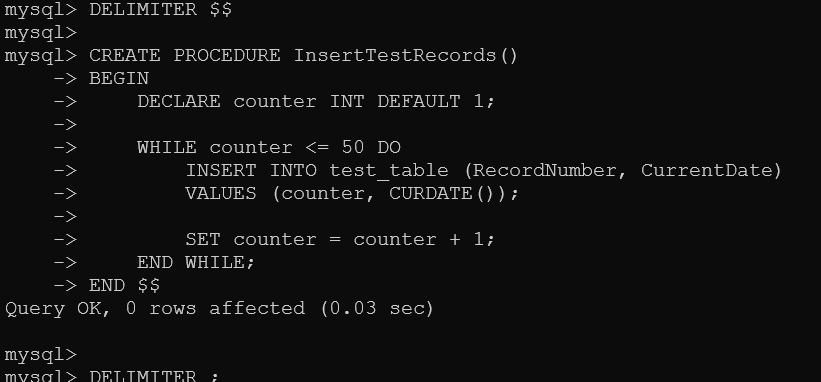 mysql> DELIMITER $$
mysql>
mysql> CREATE PROCEDURE InsertTestRecords()
    -> BEGIN
    ->     DECLARE counter INT DEFAULT 1;
    ->
    ->     WHILE counter <= 50 DO
    ->         INSERT INTO test_table (RecordNumber, CurrentDate)
    ->         VALUES (counter, CURDATE());
    ->
    ->         SET counter = counter + 1;
    ->     END WHILE;
    -> END $$
Query OK, 0 rows affected (0.03 sec)

mysql>
mysql> DELIMITER ;